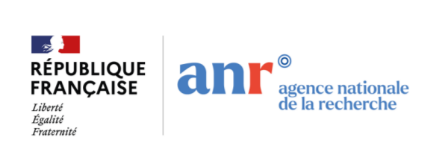 RÉPUBLIQUE
FRANÇAISE
Liberté
Égalité
Fraternité
anr
agence nationale
de la recherche